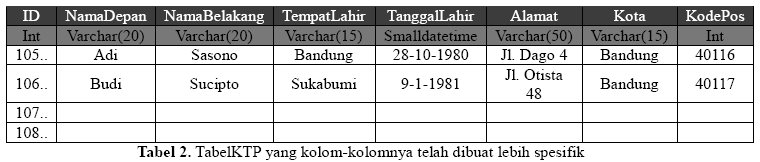 ID NamaDepan NamaBelakang TempatLahir TanggalLahir Alamat Kota KodePos
Int Varchar(20) Varchar(20) Varchar(15) Smalldatetime Varchar(50) Varchar(15) Int
105.. Adi Sasono Bandung 28-10-1980 Jl. Dago 4 Bandung 40116
106.. Budi Sucipto Sukabumi 9-1-1981 Jl. Otista 48 Bandung 40117
107..
108..
Tabel 2. TabelKTP yang kolom-kolomnya telah dibuat lebih spesifik